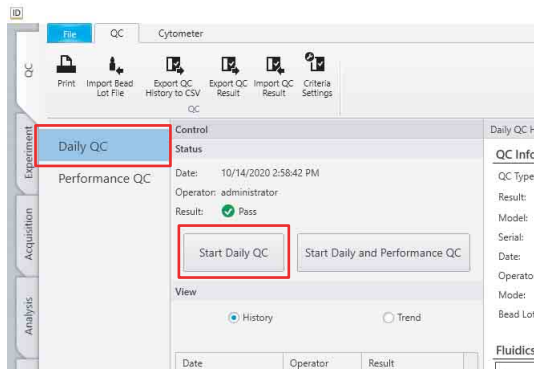 ID
File QC Cytometer
Print Import Bead Lot File Export QC History to CSV Export QC Result Import QC Result Criteria Settings
QC
QC
Experiment
Acquisition
Analysis
Daily QC
Performance QC
Control
Status
Date: 10/14/2020 2:58:42 PM
Operator: administrator
Result: Pass
Start Daily QC Start Daily and Performance QC
View
History Trend
Date Operator Result
Daily QC H
QC Info
QC Type
Result:
Model:
Serial:
Date:
Operato
Mode:
Bead Lot
Fluidics